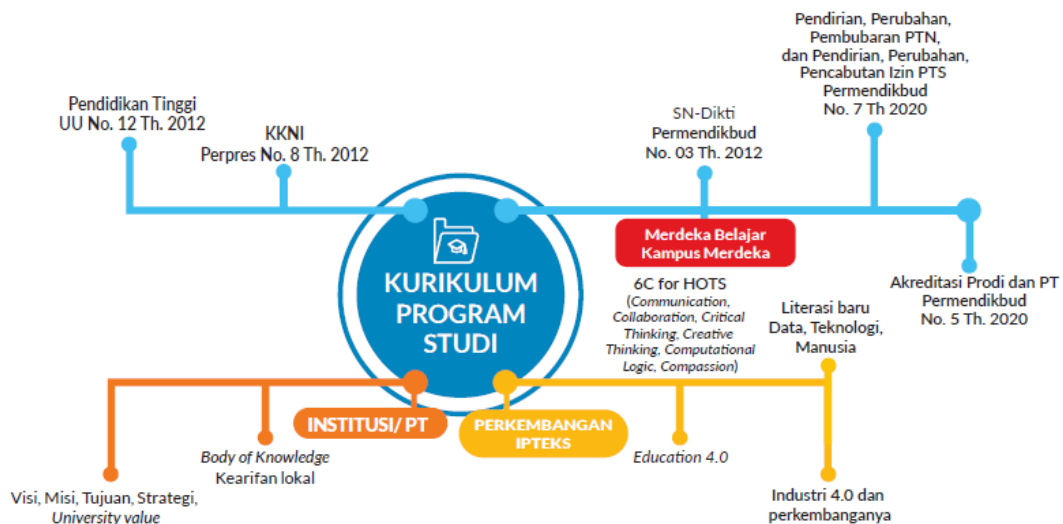 Pendirian, Perubahan,
Pembubaran PTN,
dan Pendirian, Perubahan,
Pencabutan Izin PTS
Permendikbud
No. 7 Th 2020
Pendidikan Tinggi
UU No. 12 Th. 2012
KKNI
Perpres No. 8 Th. 2012
SN-Dikti
Permendikbud
No. 03 Th. 2012
Merdeka Belajar
Kampus Merdeka
KURIKULUM
PROGRAM
STUDI
6C for HOTS
(Communication,
Collaboration, Critical
Thinking, Creative
Thinking, Computational
Logic, Compassion)
Literasi baru
Data, Teknologi,
Manusia
Akreditasi Prodi dan PT
Permendikbud
No. 5 Th. 2020
INSTITUSI/ PT
PERKEMBANGAN
IPTEKS
Body of Knowledge
Kearifan lokal
Education 4.0
Visi, Misi, Tujuan, Strategi,
University value
Industri 4.0 dan
perkembanganya